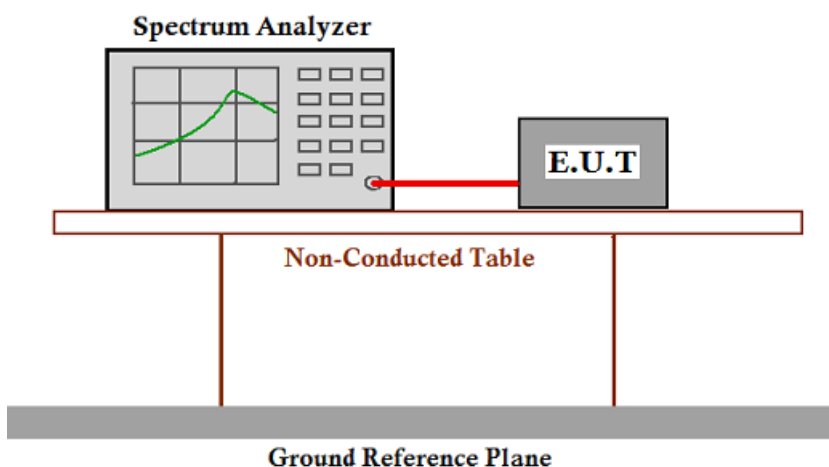 Spectrum Analyzer
E.U.T
Non-Conducted Table
Ground Reference Plane